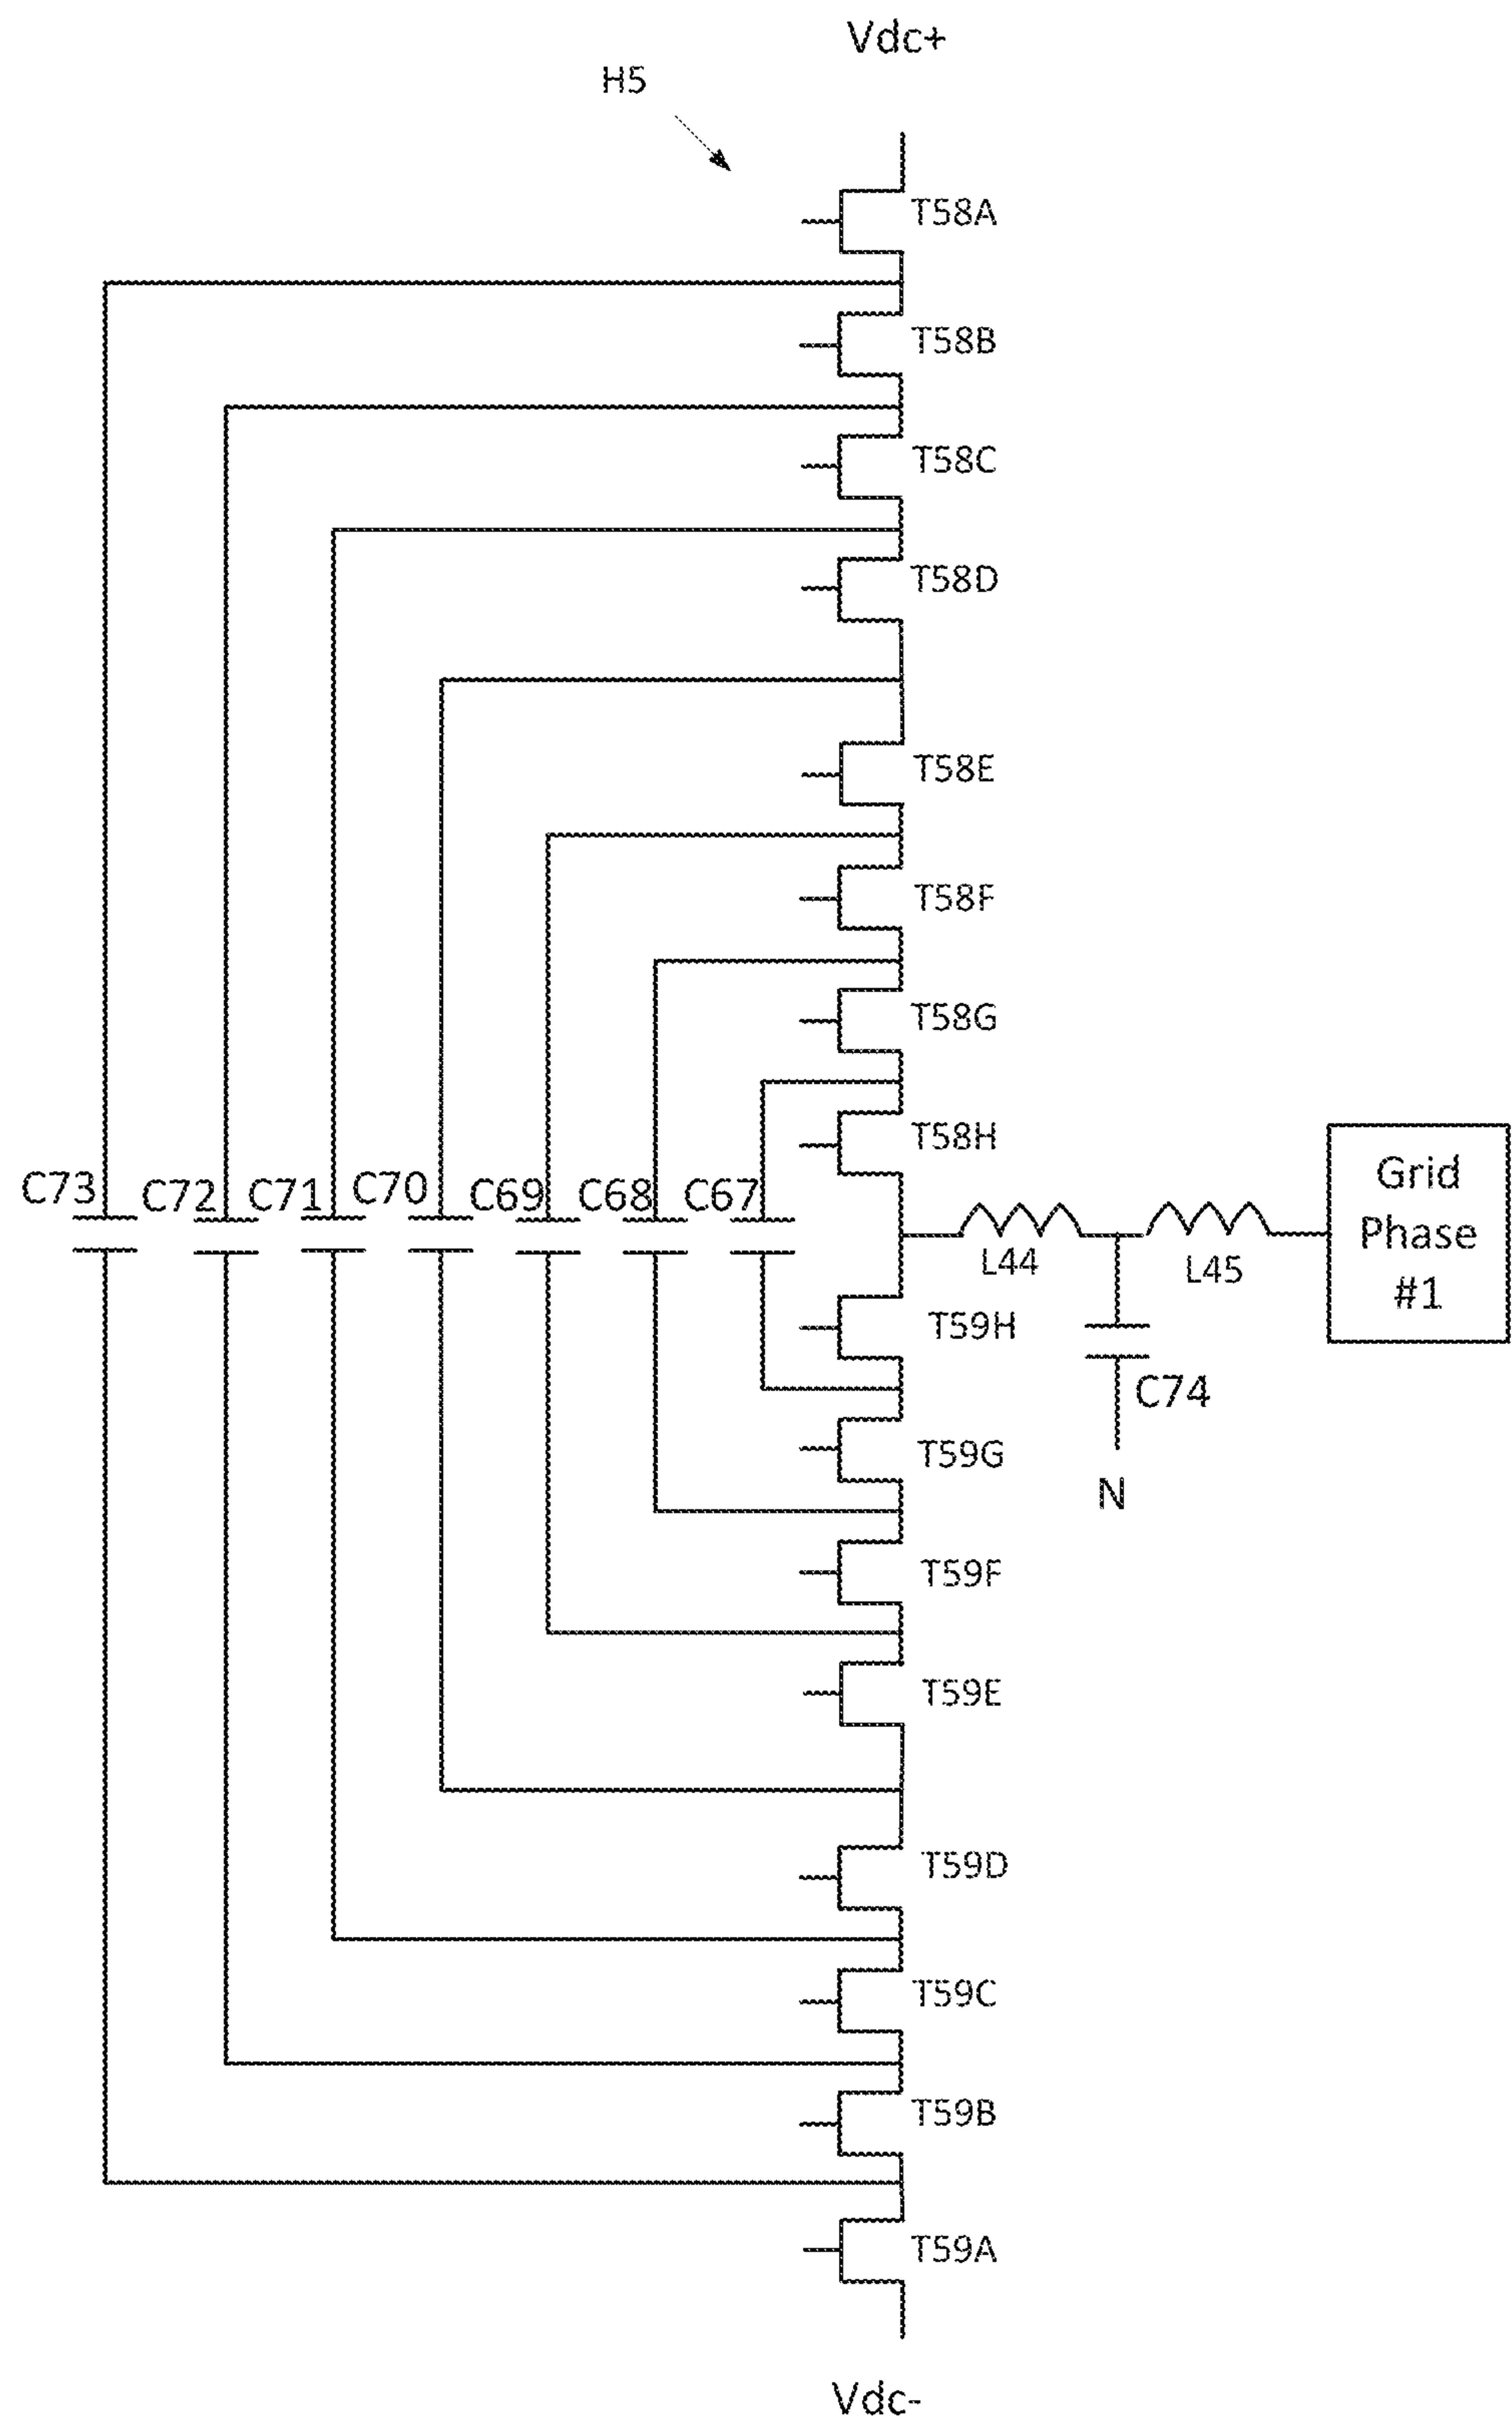 Vdc+
H5
T58A
T58B
T58C
T58D
T58E
T58F
T58G
T58H
C73
C72
C71
C70
C69
C68
C67
L44
L45
Grid
Phase
#1
T59H
C74
N
T59G
T59F
T59E
T59D
T59C
T59B
T59A
Vdc-